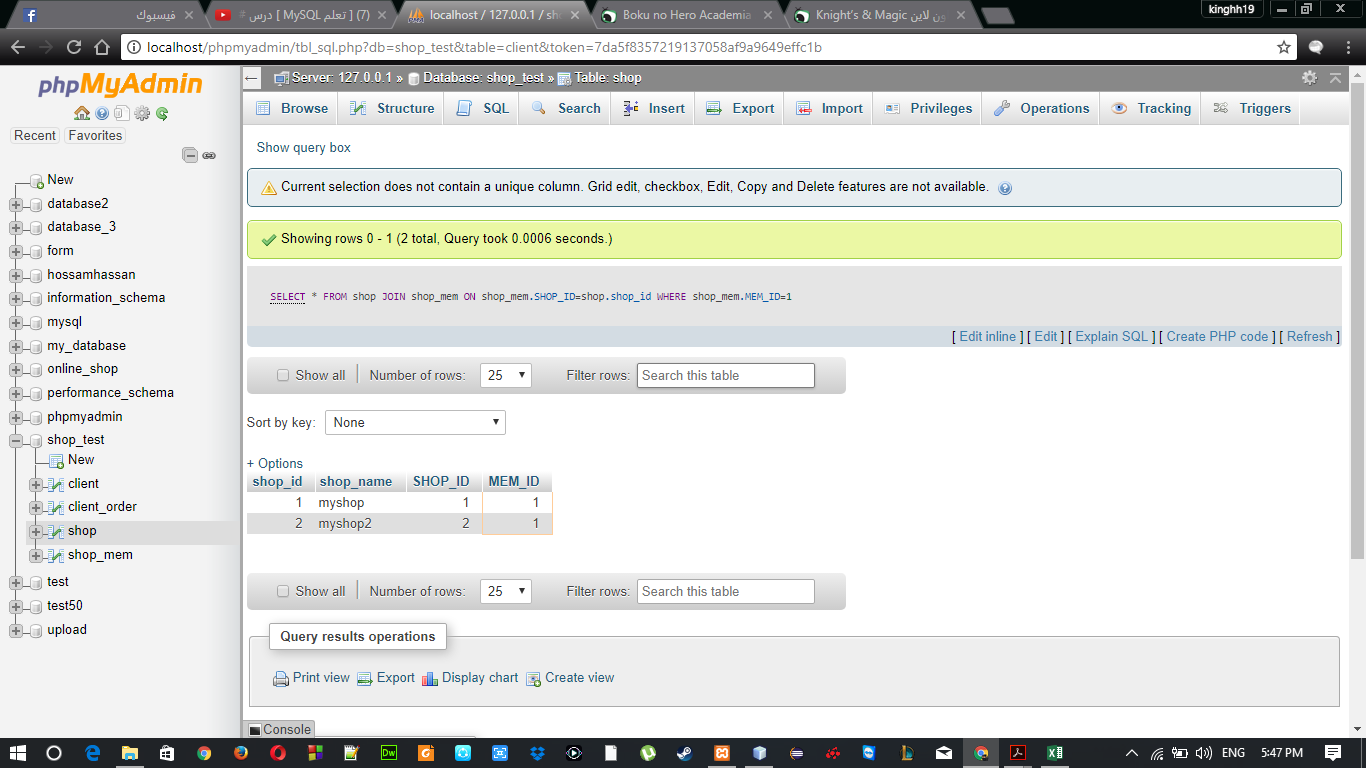 kinghh19
فيسبوك
(7) درس [ MySQL تعلم ] #
localhost / 127.0.0.1 / sho
Boku no Hero Academia
Knight's & Magic ون لاين
localhost/phpmyadmin/tbl_sql.php?db=shop_test&table=client&token=7da5f8357219137058af9a9649effc1b
phpMyAdmin
Recent Favorites
New
database2
database_3
form
hossamhassan
information_schema
mysql
my_database
online_shop
performance_schema
phpmyadmin
shop_test
New
client
client_order
shop
shop_mem
test
test50
upload
Server: 127.0.0.1 » Database: shop_test » Table: shop
Browse Structure SQL Search Insert Export Import Privileges Operations Tracking Triggers
Show query box
Current selection does not contain a unique column. Grid edit, checkbox, Edit, Copy and Delete features are not available.
Showing rows 0 - 1 (2 total, Query took 0.0006 seconds.)
SELECT * FROM shop JOIN shop_mem ON shop_mem.SHOP_ID=shop.shop_id WHERE shop_mem.MEM_ID=1
[ Edit inline ] [ Edit ] [ Explain SQL ] [ Create PHP code ] [ Refresh ]
Show all Number of rows: 25 Filter rows: Search this table
Sort by key: None
+ Options
shop_id shop_name SHOP_ID MEM_ID
1 myshop 1 1
2 myshop2 2 1
Show all Number of rows: 25 Filter rows: Search this table
Query results operations
Print view Export Display chart Create view
Console
Dw
ENG 5:47 PM